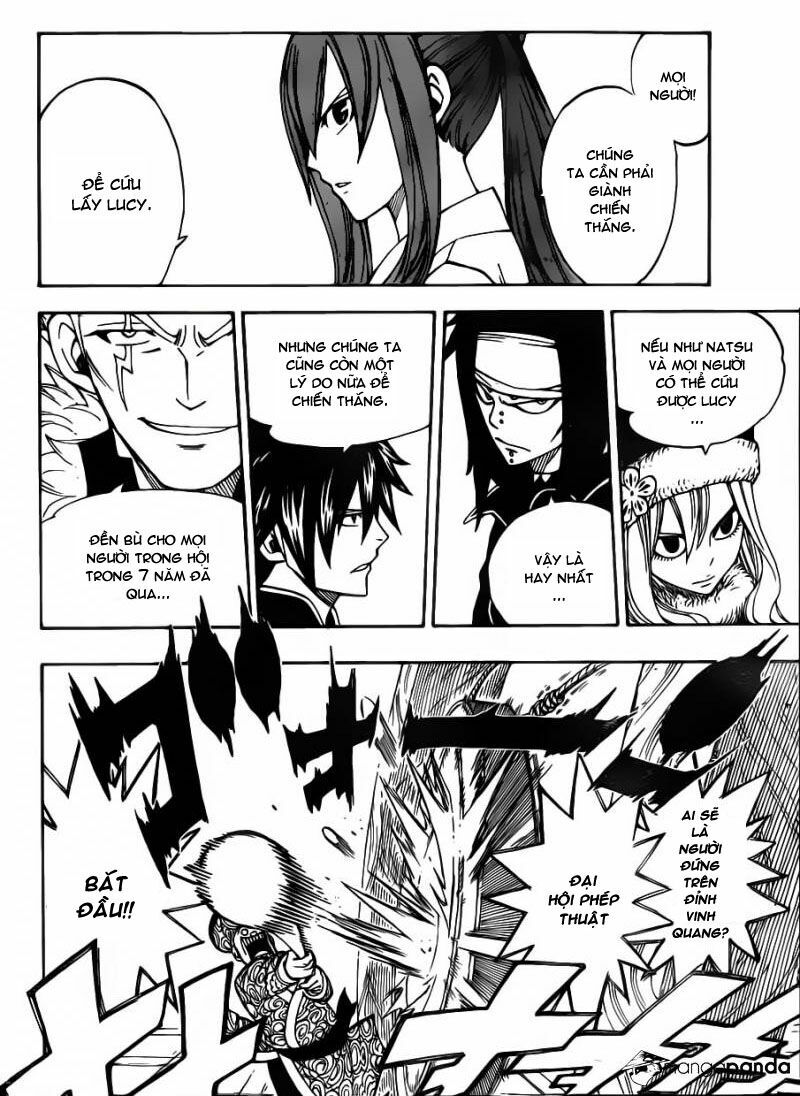 MỌI
NGƯỜI!
CHÚNG
TA CẦN PHẢI
GIÀNH
CHIẾN
THẮNG.
ĐỂ CỨU
LẤY LUCY.
NẾU NHƯ NATSU
VÀ MỌI NGƯỜI
CÓ THỂ CỨU
ĐƯỢC LUCY
...
VẬY LÀ
HAY NHẤT
...
NHƯNG CHÚNG TA
CŨNG CÒN MỘT
LÝ DO NỮA ĐỂ
CHIẾN THẮNG.
ĐỀN BÙ CHO MỌI
NGƯỜI TRONG HỘI
TRONG 7 NĂM ĐÃ
QUA...
AI SẼ
LÀ
NGƯỜI
ĐỨNG
TRÊN
ĐỈNH
VINH
QUANG?
ĐẠI
HỘI PHÉP
THUẬT
BẮT
ĐẦU!!
mangapanda